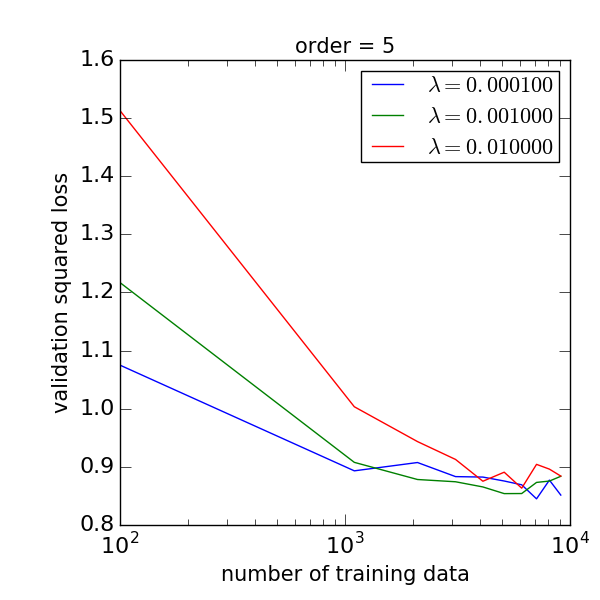 order = 5
λ = 0.000100
λ = 0.001000
λ = 0.010000
validation squared loss
1.6
1.5
1.4
1.3
1.2
1.1
1.0
0.9
0.8
10² 10³ 10⁴
number of training data